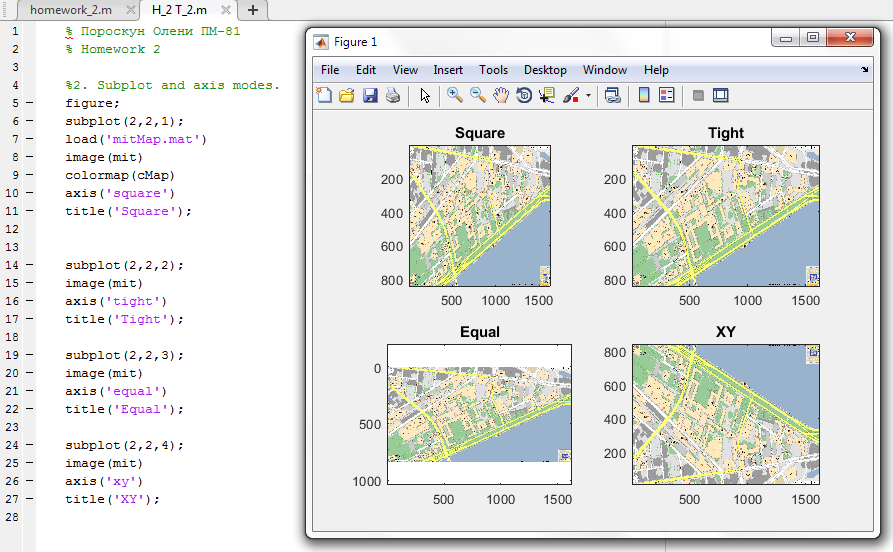 homework_2.m × H_2 T_2.m × +
1 % Пороскун Олени ПМ-81
2 % Homework 2
3
4 %2. Subplot and axis modes.
5 – figure;
6 – subplot(2,2,1);
7 – load('mitMap.mat')
8 – image(mit)
9 – colormap(cMap)
10 – axis('square')
11 – title('Square');
12
13
14 – subplot(2,2,2);
15 – image(mit)
16 – axis('tight')
17 – title('Tight');
18
19 – subplot(2,2,3);
20 – image(mit)
21 – axis('equal')
22 – title('Equal');
23
24 – subplot(2,2,4);
25 – image(mit)
26 – axis('xy')
27 – title('XY');
28
Figure 1
File Edit View Insert Tools Desktop Window Help
Square
200
400
600
800
500 1000 1500
Tight
200
400
600
800
500 1000 1500
Equal
0
500
1000
500 1000 1500
XY
800
600
400
200
500 1000 1500